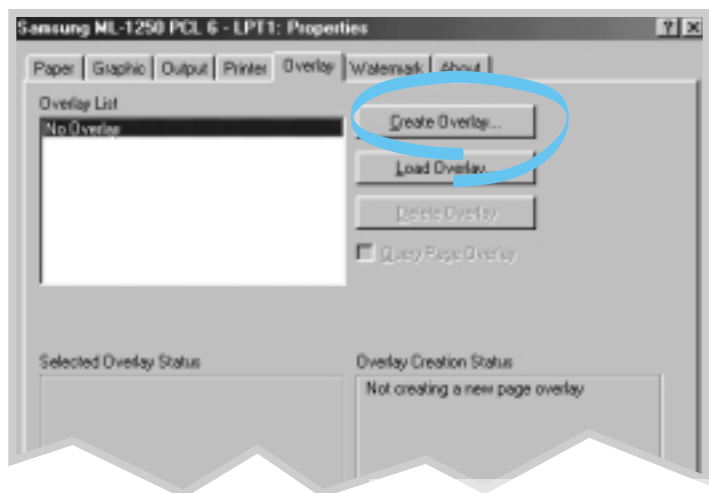 Samsung ML-1250 PCL 6 - LPT1: Properties
Paper Graphic Output Printer Overlay Watermark About
Overlay List
No Overlay
Create Overlay...
Load Overlay...
Delete Overlay
Query Page Overlay
Selected Overlay Status
Overlay Creation Status
Not creating a new page overlay